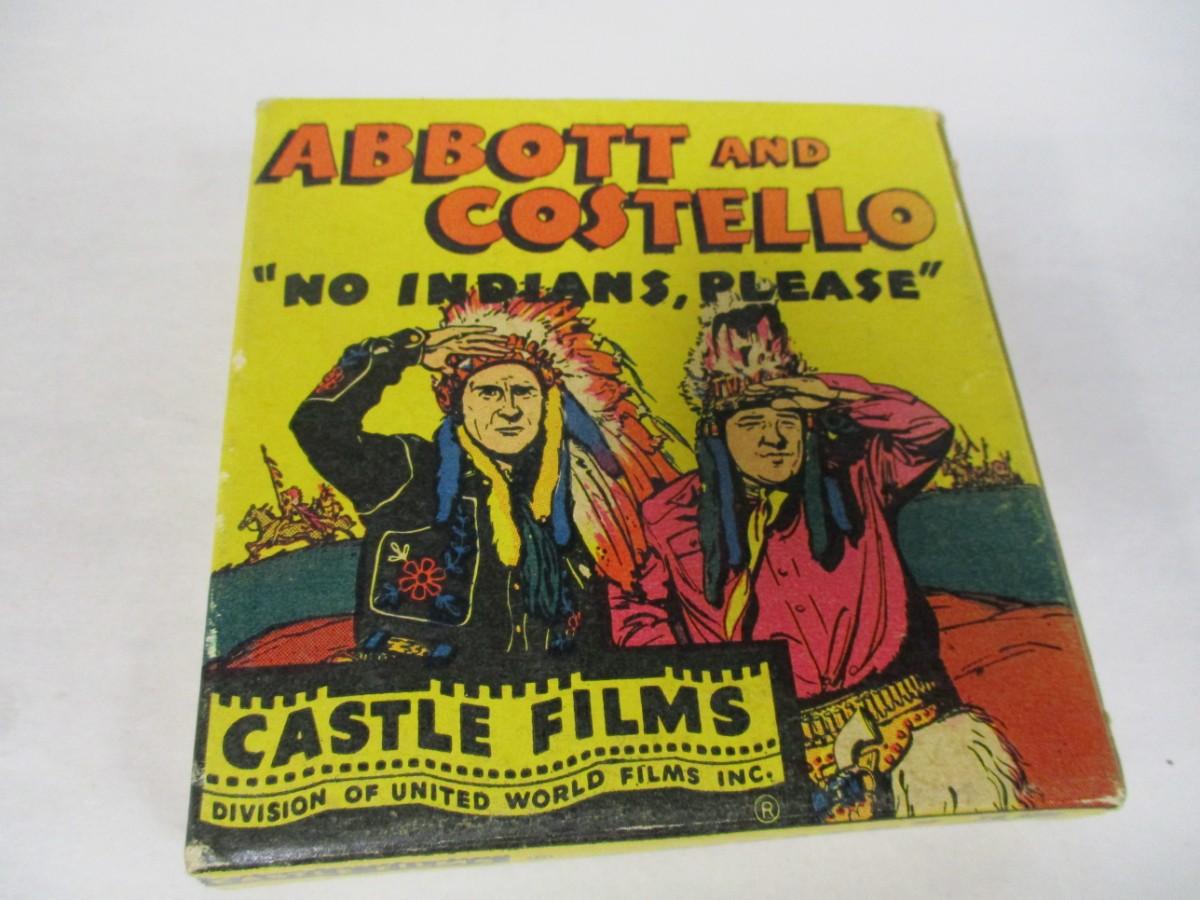 ABBOTT AND
COSTELLO
"NO INDIANS, PLEASE"
CASTLE FILMS
DIVISION OF UNITED WORLD FILMS INC.
®